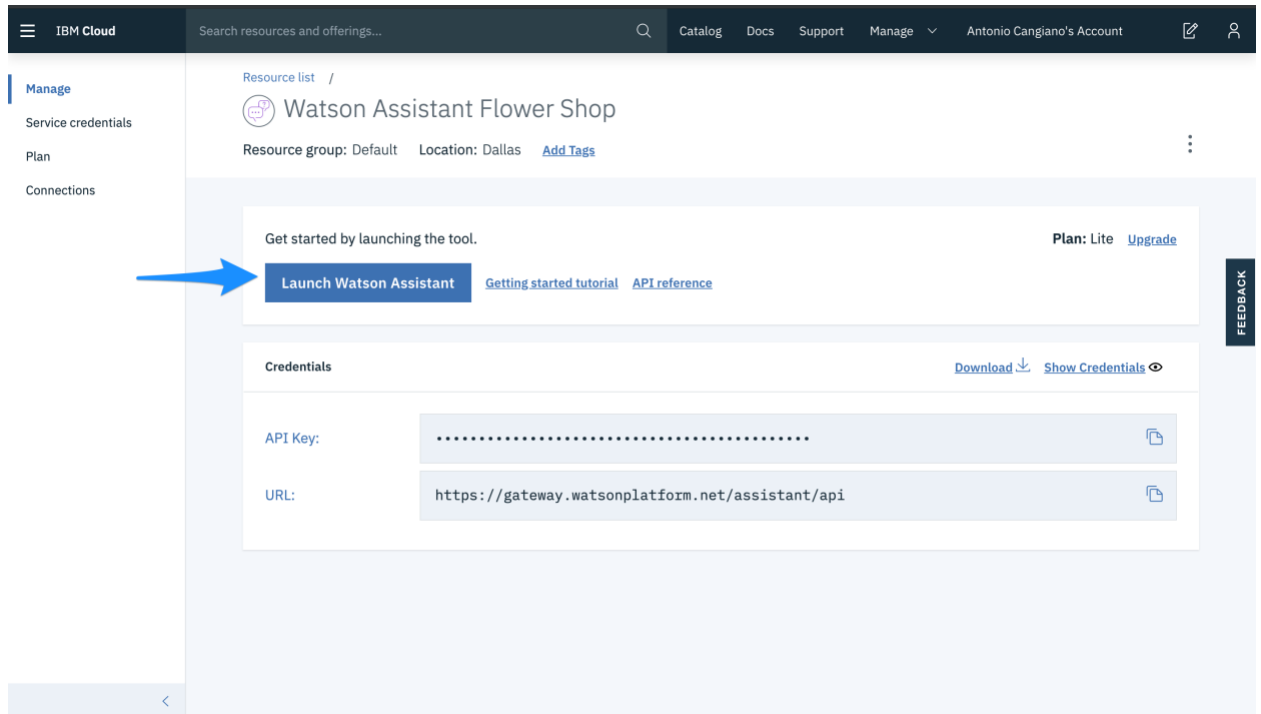 IBM Cloud
Search resources and offerings...
Catalog
Docs
Support
Manage
Antonio Cangiano's Account
Manage
Service credentials
Plan
Connections
Resource list /
Watson Assistant Flower Shop
Resource group: Default Location: Dallas Add Tags
Get started by launching the tool.
Plan: Lite Upgrade
Launch Watson Assistant
Getting started tutorial
API reference
FEEDBACK
Credentials
Download
Show Credentials
API Key:
••••••••••••••••••••••••••••••••••••••••••••
URL:
https://gateway.watsonplatform.net/assistant/api